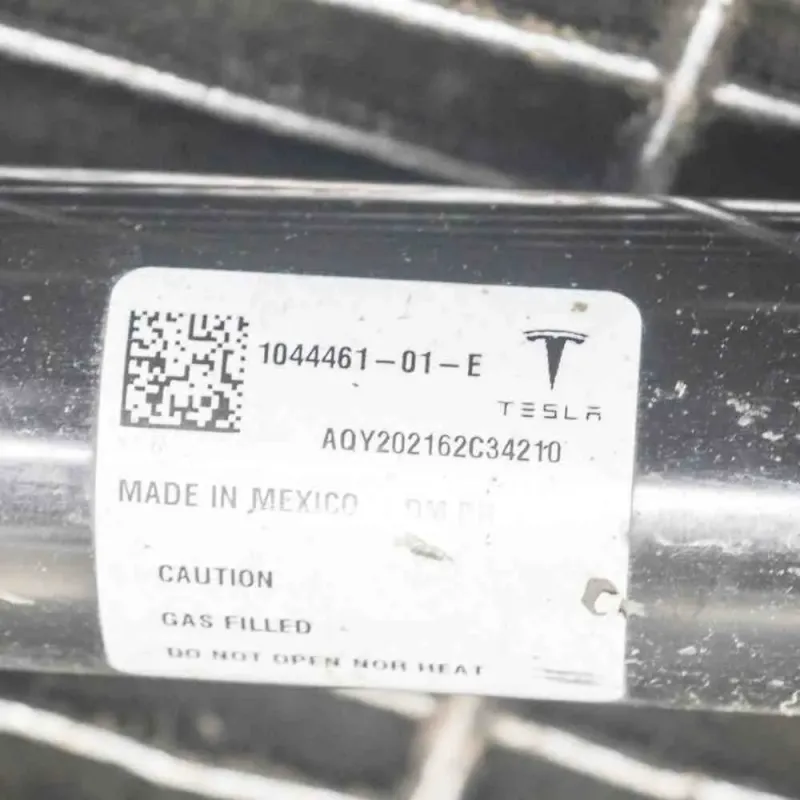 1044461-01-E
TESLA
AQY202162C34210
MADE IN MEXICO
CAUTION
GAS FILLED
DO NOT OPEN NOR HEAT